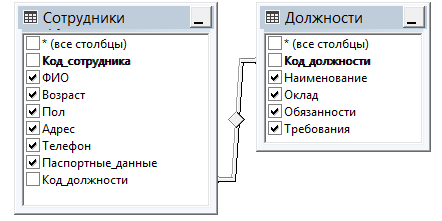 Сотрудники
* (все столбцы)
Код_сотрудника
ФИО
Возраст
Пол
Адрес
Телефон
Паспортные_данные
Код_должности
Должности
* (все столбцы)
Код_должности
Наименование
Оклад
Обязанности
Требования